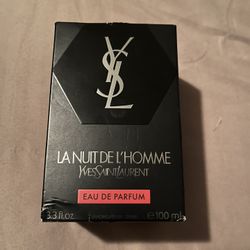 YSL
LA NUIT DE L'HOMME
YVESSAINTLAURENT
EAU DE PARFUM
3.3 fl.oz. ℮100 ml